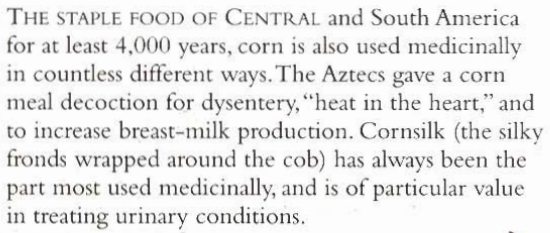 THE STAPLE FOOD OF CENTRAL and South America
for at least 4,000 years, corn is also used medicinally
in countless different ways. The Aztecs gave a corn
meal decoction for dysentery, “heat in the heart,” and
to increase breast-milk production. Cornsilk (the silky
fronds wrapped around the cob) has always been the
part most used medicinally, and is of particular value
in treating urinary conditions.